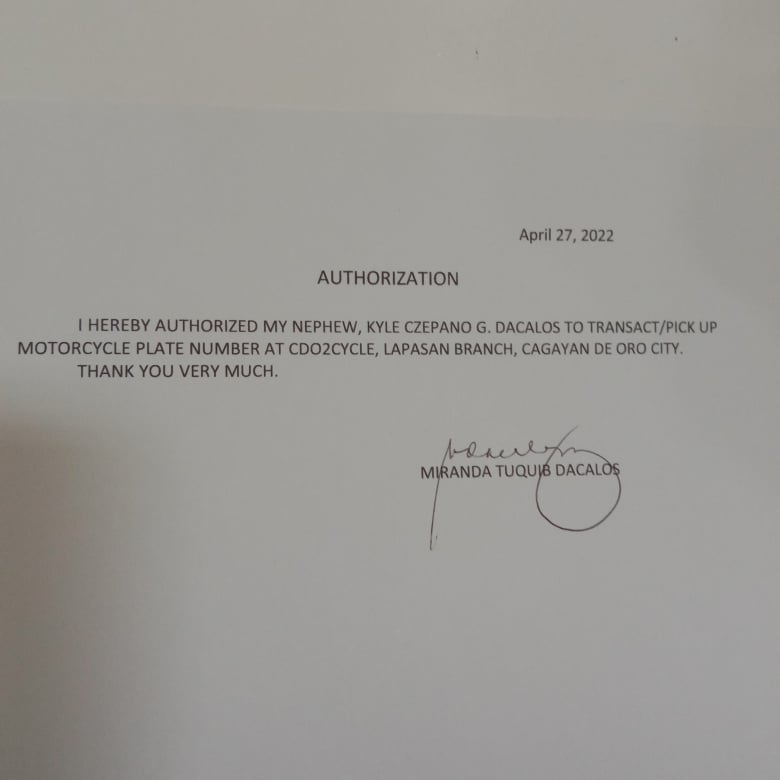 April 27, 2022
AUTHORIZATION
I HEREBY AUTHORIZED MY NEPHEW, KYLE CZEPANO G. DACALOS TO TRANSACT/PICK UP
MOTORCYCLE PLATE NUMBER AT CDO2CYCLE, LAPASAN BRANCH, CAGAYAN DE ORO CITY.
THANK YOU VERY MUCH.
MIRANDA TUQUIB DACALOS